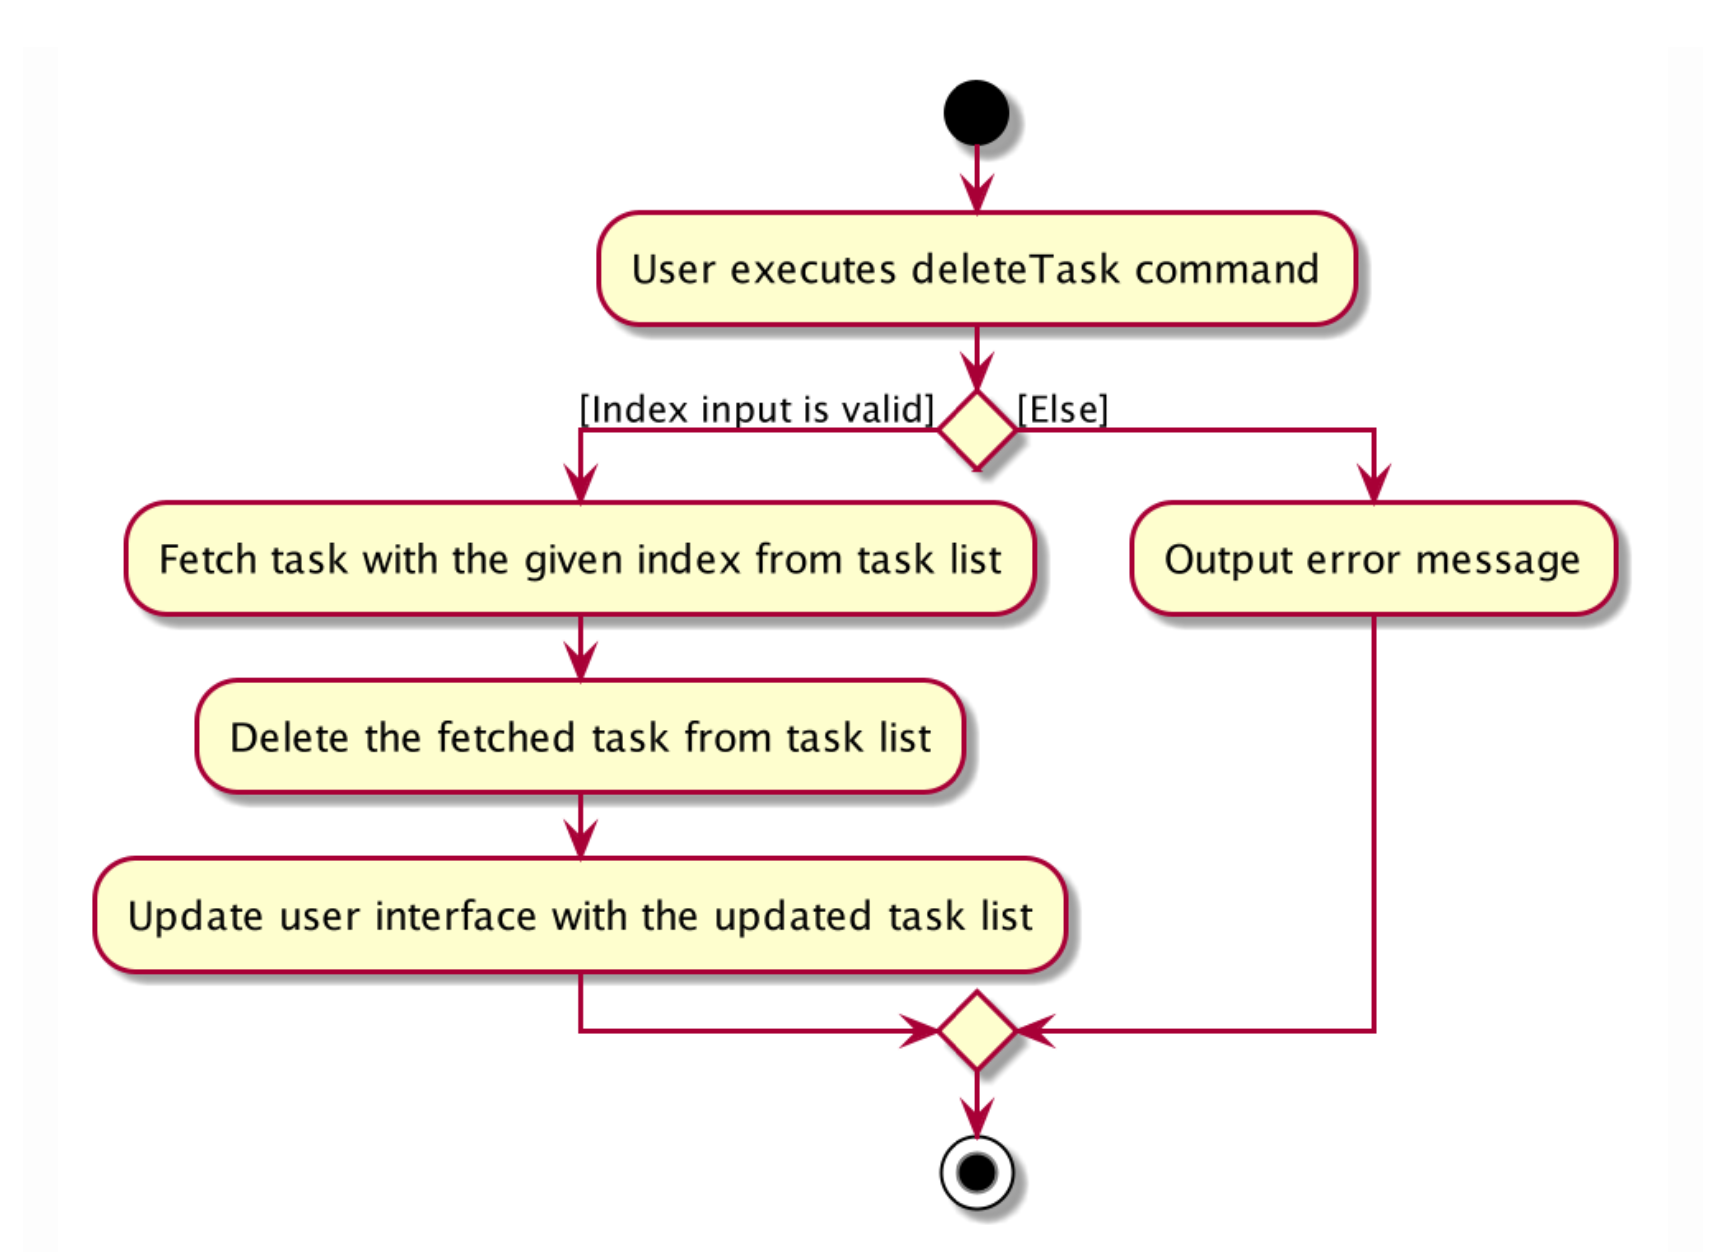 User executes deleteTask command
[Index input is valid]
[Else]
Fetch task with the given index from task list
Output error message
Delete the fetched task from task list
Update user interface with the updated task list